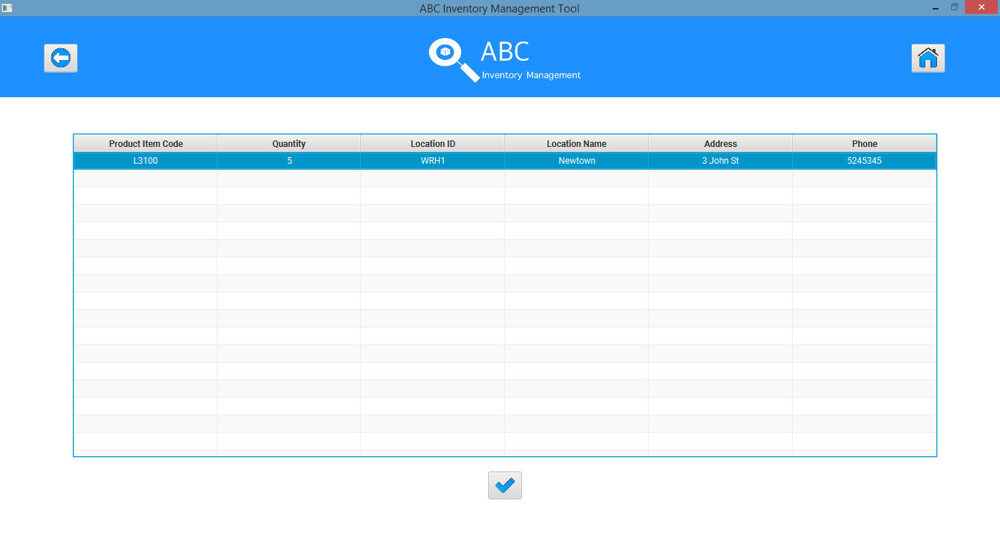 ABC Inventory Management Tool
ABC
Inventory Management
Product Item Code Quantity Location ID Location Name Address Phone
L3100 5 WRH1 Newtown 3 John St 5245345